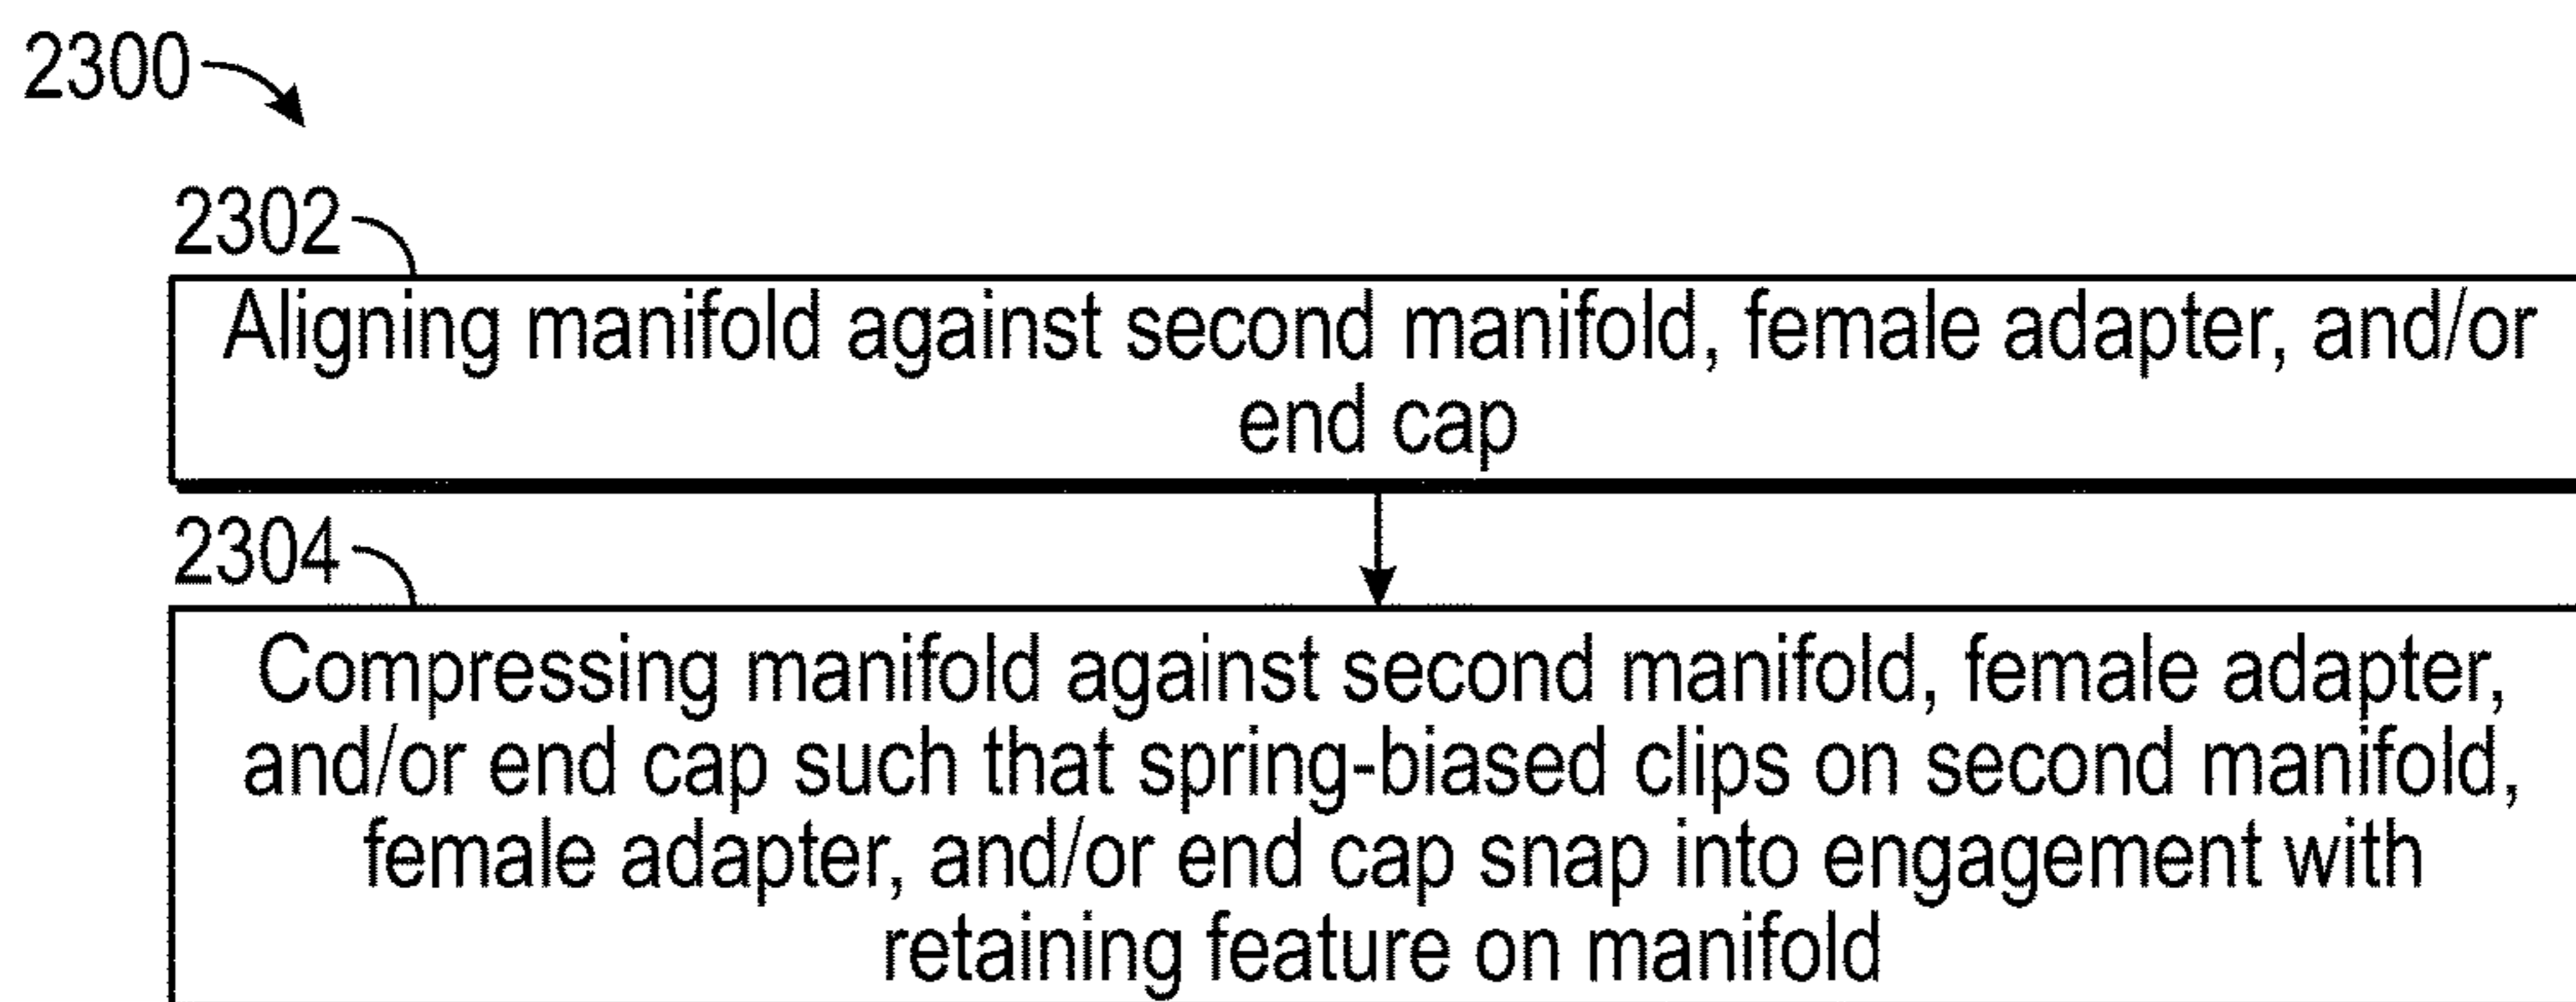 2300
2302
Aligning manifold against second manifold, female adapter, and/or
end cap
2304
Compressing manifold against second manifold, female adapter,
and/or end cap such that spring-biased clips on second manifold,
female adapter, and/or end cap snap into engagement with
retaining feature on manifold